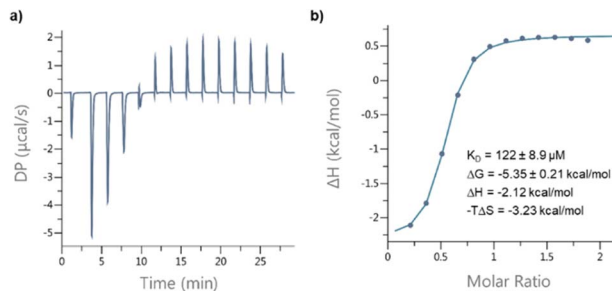 a)
b)
2
1
0
-1
-2
-3
-4
-5
DP (µcal/s)
0 5 10 15 20 25
Time (min)
0.5
0
-0.5
-1
-1.5
-2
ΔH (kcal/mol)
K_D = 122 ± 8.9 µM
ΔG = -5.35 ± 0.21 kcal/mol
ΔH = -2.12 kcal/mol
-TΔS = -3.23 kcal/mol
0 0.5 1 1.5 2
Molar Ratio